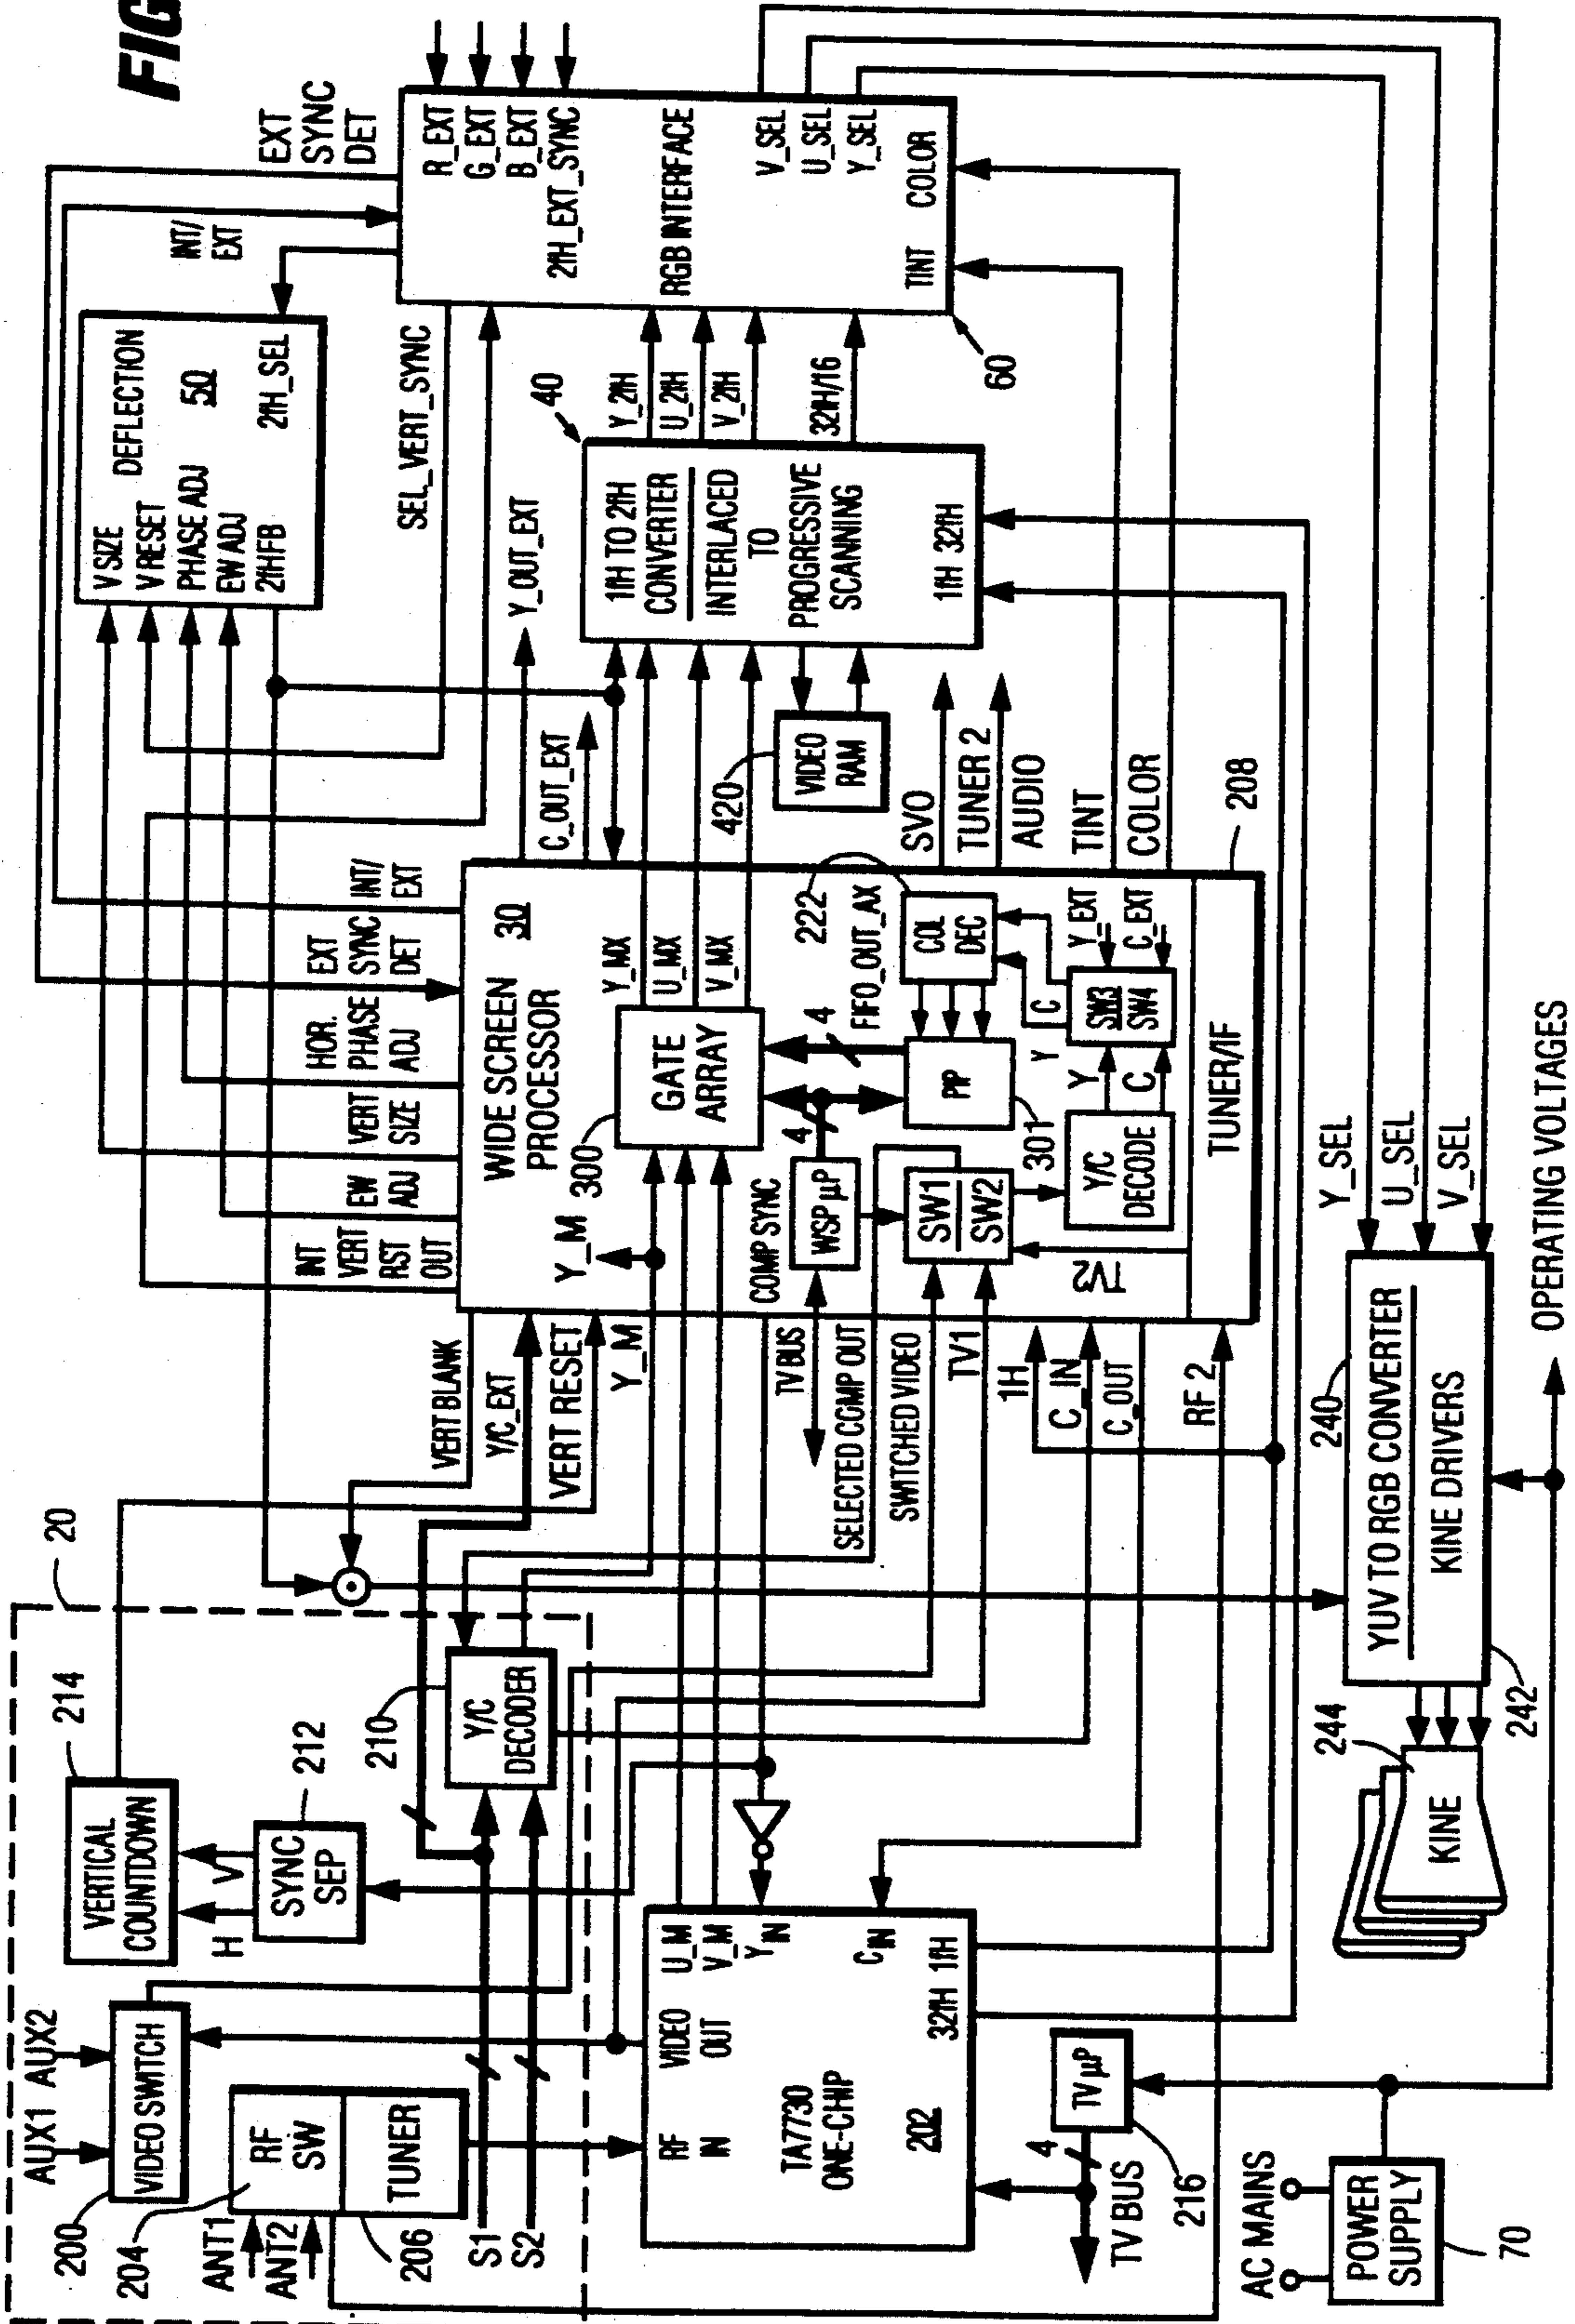 FIG
AUX1
AUX2
VIDEO SWITCH
200
RF
SW
TUNER
204
206
ANT1
ANT2
S1
S2
VERTICAL
COUNTDOWN
214
H
V
SYNC
SEP
212
20
Y/C
DECODER
210
RF
IN
VIDEO
OUT
U_M
V_M
YIN
CIN
TA7730
ONE-CHIP
202
32fH 1fH
4
TV BUS
TV µP
216
AC MAINS
POWER
SUPPLY
70
VERT BLANK
Y/C_EXT
VERT RESET
Y_M
TV BUS
SELECTED COMP OUT
SWITCHED VIDEO
TV1
1H
C_IN
C_OUT
RF 2
INT
VERT
RST
OUT
EW
ADJ
VERT
SIZE
HOR.
PHASE
ADJ
EXT
SYNC
DET
INT/
EXT
WIDE SCREEN
PROCESSOR
30
Y_M
300
GATE
ARRAY
Y_MX
U_MX
V_MX
COMP SYNC
WSP µP
4
4
FIFO_OUT_AX
PIP
301
COL
DEC
222
SW1
SW2
TV2
Y/C
DECODE
Y
C
Y
C
SW3
SW4
Y_EXT
C_EXT
TUNER/IF
208
Y_OUT_EXT
C_OUT_EXT
VIDEO
RAM
420
SVO
TUNER 2
AUDIO
TINT
COLOR
V SIZE
V RESET
PHASE ADJ
EW ADJ
2fHFB
DEFLECTION
50
2fH_SEL
SEL_VERT_SYNC
INT/
EXT
EXT
SYNC
DET
40
1fH TO 2fH
CONVERTER
INTERLACED
TO
PROGRESSIVE
SCANNING
1fH 32fH
Y_2fH
U_2fH
V_2fH
32fH/16
R_EXT
G_EXT
B_EXT
2fH_EXT_SYNC
RGB INTERFACE
V_SEL
U_SEL
Y_SEL
TINT
COLOR
60
Y_SEL
U_SEL
V_SEL
240
YUV TO RGB CONVERTER
KINE DRIVERS
242
244
KINE
OPERATING VOLTAGES